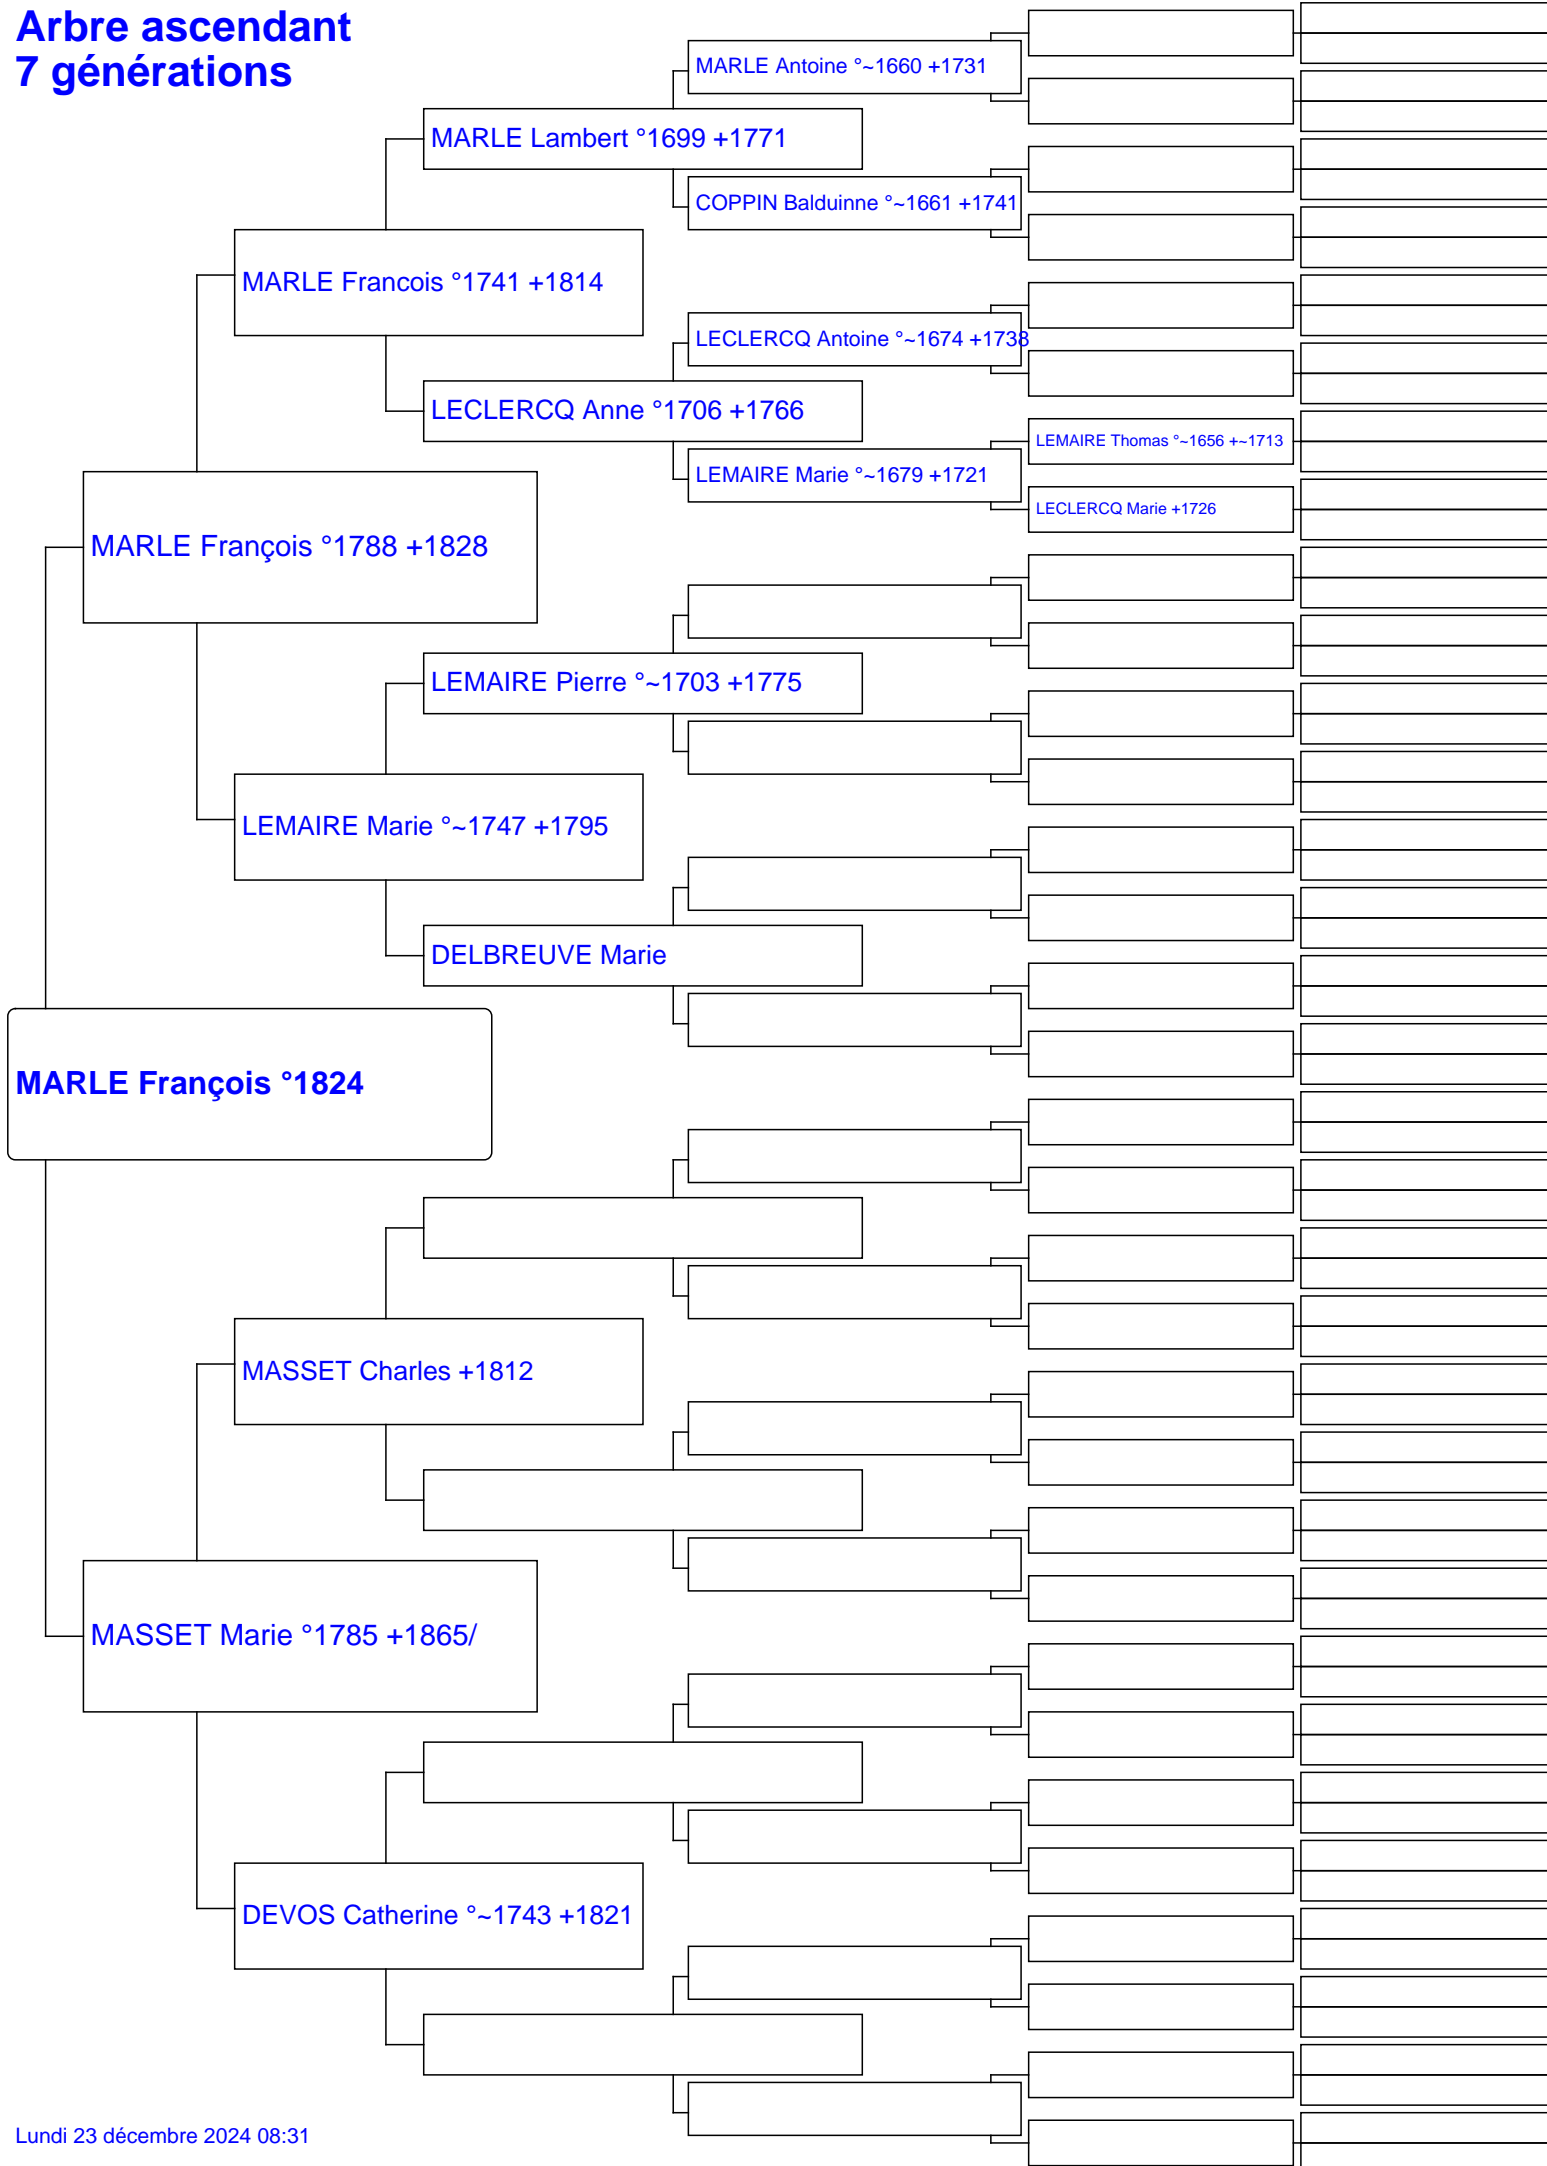 Arbre ascendant
7 générations
MARLE Antoine °~1660 +1731
MARLE Lambert °1699 +1771
COPPIN Balduinne °~1661 +1741
MARLE Francois °1741 +1814
LECLERCQ Antoine °~1674 +1738
LECLERCQ Anne °1706 +1766
LEMAIRE Thomas °~1656 +~1713
LEMAIRE Marie °~1679 +1721
LECLERCQ Marie +1726
MARLE François °1788 +1828
LEMAIRE Pierre °~1703 +1775
LEMAIRE Marie °~1747 +1795
DELBREUVE Marie
MARLE François °1824
MASSET Charles +1812
MASSET Marie °1785 +1865/
DEVOS Catherine °~1743 +1821
Lundi 23 décembre 2024 08:31